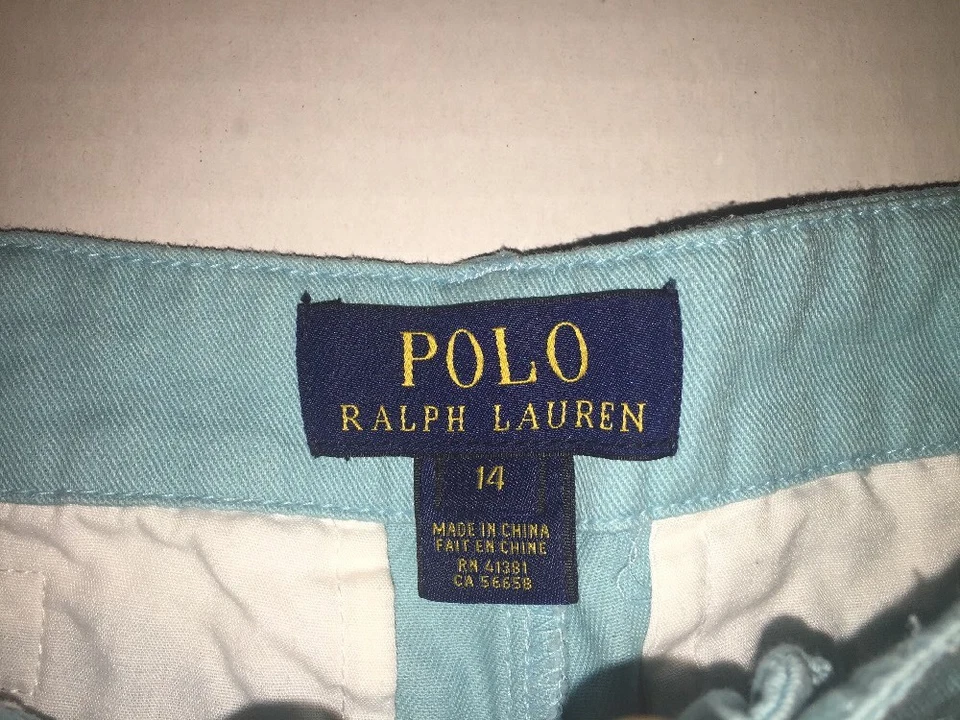 POLO
RALPH LAUREN
14
MADE IN CHINA
FAIT EN CHINE
RN 41381
CA 56658